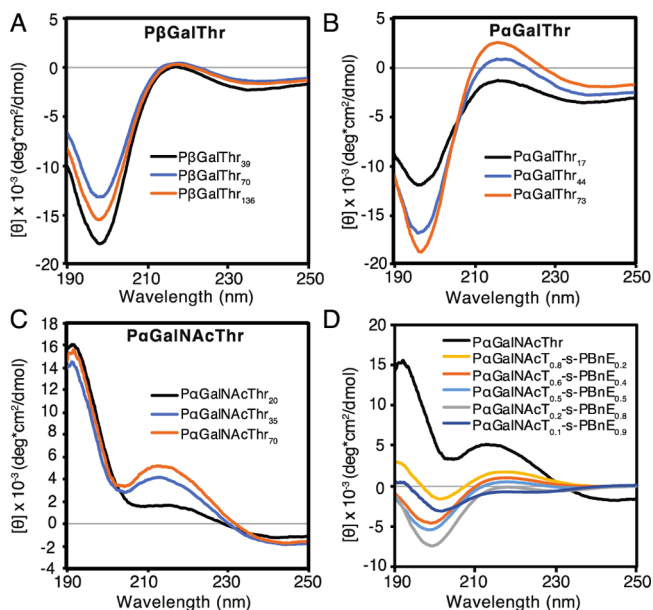 A
PβGalThr
[θ] x 10⁻³ (deg*cm²/dmol)
5
0
-5
-10
-15
-20
PβGalThr₃₉
PβGalThr₇₀
PβGalThr₁₃₆
190 210 230 250
Wavelength (nm)
B
PαGalThr
[θ] x 10⁻³ (deg*cm²/dmol)
5
0
-5
-10
-15
-20
PαGalThr₁₇
PαGalThr₄₄
PαGalThr₇₃
190 210 230 250
Wavelength (nm)
C
PαGalNAcThr
[θ] x 10⁻³ (deg*cm²/dmol)
18
16
14
12
10
8
6
4
2
0
-2
-4
PαGalNAcThr₂₀
PαGalNAcThr₃₅
PαGalNAcThr₇₀
190 210 230 250
Wavelength (nm)
D
[θ] x 10⁻³ (deg*cm²/dmol)
20
15
10
5
0
-5
-10
PαGalNAcThr
PαGalNAcT₀.₈-s-PBnE₀.₂
PαGalNAcT₀.₆-s-PBnE₀.₄
PαGalNAcT₀.₅-s-PBnE₀.₅
PαGalNAcT₀.₂-s-PBnE₀.₈
PαGalNAcT₀.₁-s-PBnE₀.₉
190 210 230 250
Wavelength (nm)